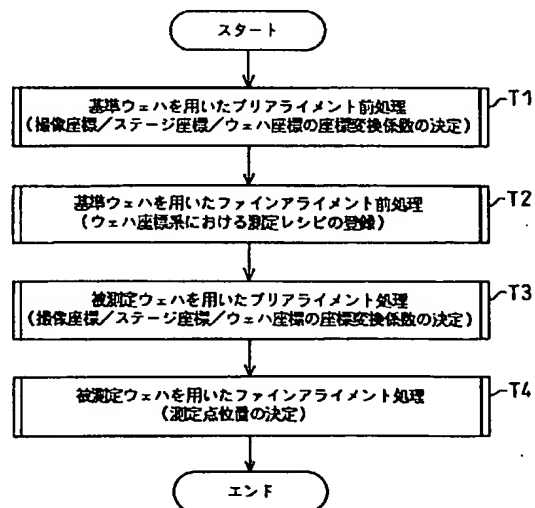 スタート
基準ウェハを用いたプリアライメント前処理
(撮像座標/ステージ座標/ウェハ座標の座標変換係数の決定)
T1
基準ウェハを用いたファインアライメント前処理
(ウェハ座標系における測定レシピの登録)
T2
被測定ウェハを用いたプリアライメント処理
(撮像座標/ステージ座標/ウェハ座標の座標変換係数の決定)
T3
被測定ウェハを用いたファインアライメント処理
(測定点位置の決定)
T4
エンド